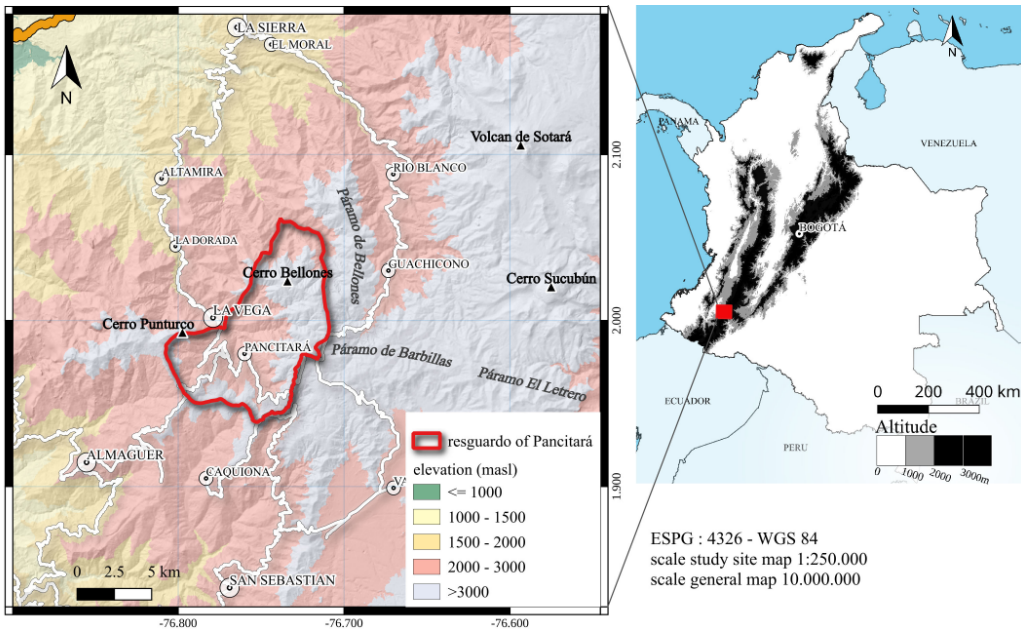 LA SIERRA
EL MORAL
N
Volcan de Sotará
RIO BLANCO
ALTAMIRA
Páramo de Bellones
LA DORADA
GUACHICONO
Cerro Bellones
Cerro Sucubún
LA VEGA
Cerro Punturco
PANCITARÁ
Páramo de Barbillas
Páramo El Letrero
ALMAGUER
CAQUIONA
VA
SAN SEBASTIAN
resguardo of Pancitará
elevation (masl)
<= 1000
1000 - 1500
1500 - 2000
2000 - 3000
>3000
0 2.5 5 km
-76.800 -76.700 -76.600
2.100
2.000
1.900
N
PANAMA
VENEZUELA
BOGOTÁ
ECUADOR
PERU
BRAZIL
0 200 400 km
Altitude
0 1000 2000 3000m
ESPG : 4326 - WGS 84
scale study site map 1:250.000
scale general map 10.000.000